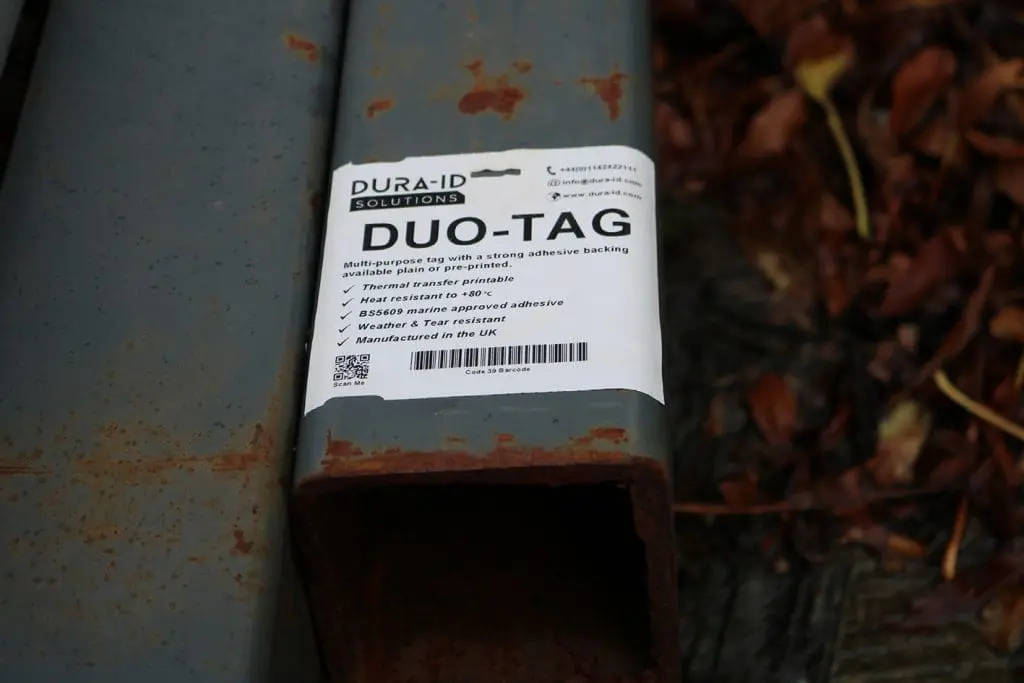 DURA-ID
SOLUTIONS
+44(0)1142422111
info@dura-id.com
www.dura-id.com
DUO-TAG
Multi-purpose tag with a strong adhesive backing
available plain or pre-printed.
✓ Thermal transfer printable
✓ Heat resistant to +80°C
✓ BS5609 marine approved adhesive
✓ Weather & Tear resistant
✓ Manufactured in the UK
Scan Me
Code 39 Barcode